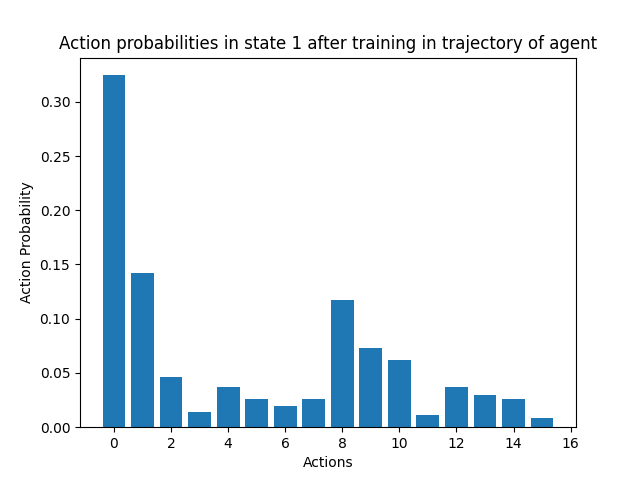 Action probabilities in state 1 after training in trajectory of agent
0.30
0.25
0.20
0.15
0.10
0.05
0.00
Action Probability
0 2 4 6 8 10 12 14 16
Actions